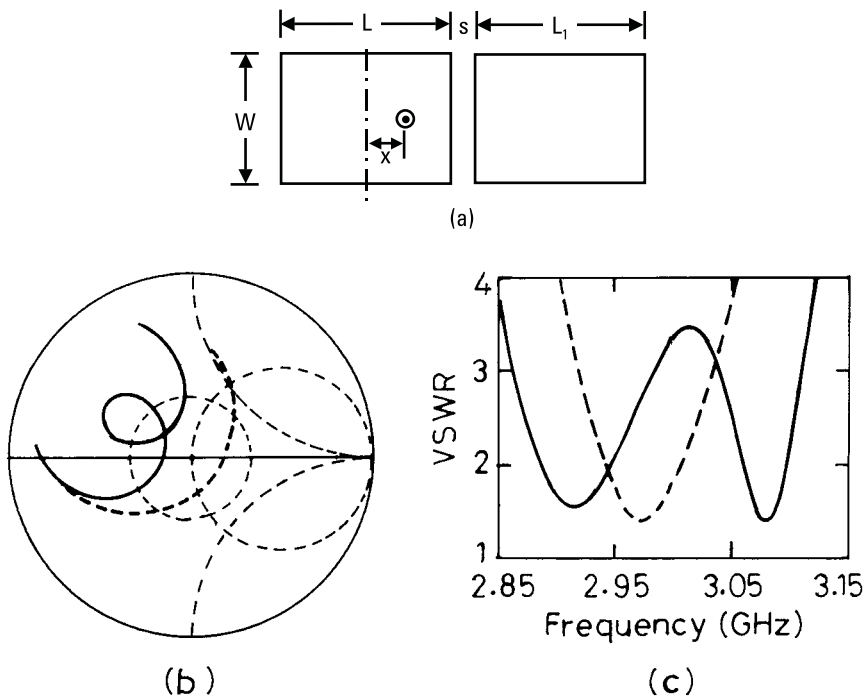 L s L₁
W
x
(a)
4
3
2
1
VSWR
2.85 2.95 3.05 3.15
Frequency (GHz)
(b) (c)